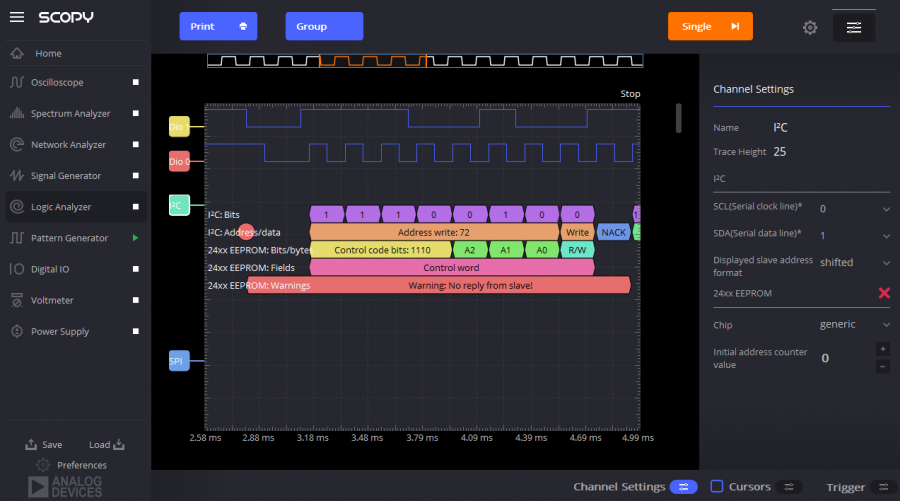 SCOPY
Print
Group
Single
Home
Oscilloscope
Spectrum Analyzer
Network Analyzer
Signal Generator
Logic Analyzer
Pattern Generator
Digital IO
Voltmeter
Power Supply
Save Load
Preferences
ANALOG
DEVICES
Stop
Dio 1
Dio 0
I²C
I²C: Bits 1 1 1 0 0 1 0 0 1
I²C: Address/data Address write: 72 Write NACK
24xx EEPROM: Bits/bytes Control code bits: 1110 A2 A1 A0 R/W
24xx EEPROM: Fields Control word
24xx EEPROM: Warnings Warning: No reply from slave!
SPI
2.58 ms 2.88 ms 3.18 ms 3.48 ms 3.79 ms 4.09 ms 4.39 ms 4.69 ms 4.99 ms
Channel Settings
Name I²C
Trace Height 25
I²C
SCL(Serial clock line)* 0
SDA(Serial data line)* 1
Displayed slave address
format shifted
24xx EEPROM
Chip generic
Initial address counter
value 0
+
−
Channel Settings Cursors Trigger